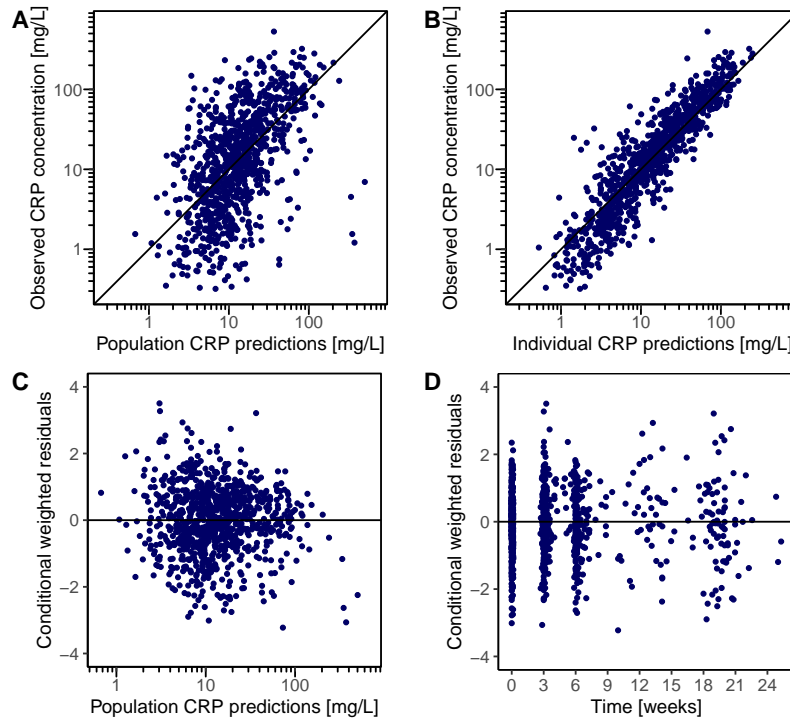 A
Observed CRP concentration [mg/L]
100
10
1
1 10 100
Population CRP predictions [mg/L]
B
Observed CRP concentration [mg/L]
100
10
1
1 10 100
Individual CRP predictions [mg/L]
C
Conditional weighted residuals
4
2
0
−2
−4
1 10 100
Population CRP predictions [mg/L]
D
Conditional weighted residuals
4
2
0
−2
−4
0 3 6 9 12 15 18 21 24
Time [weeks]